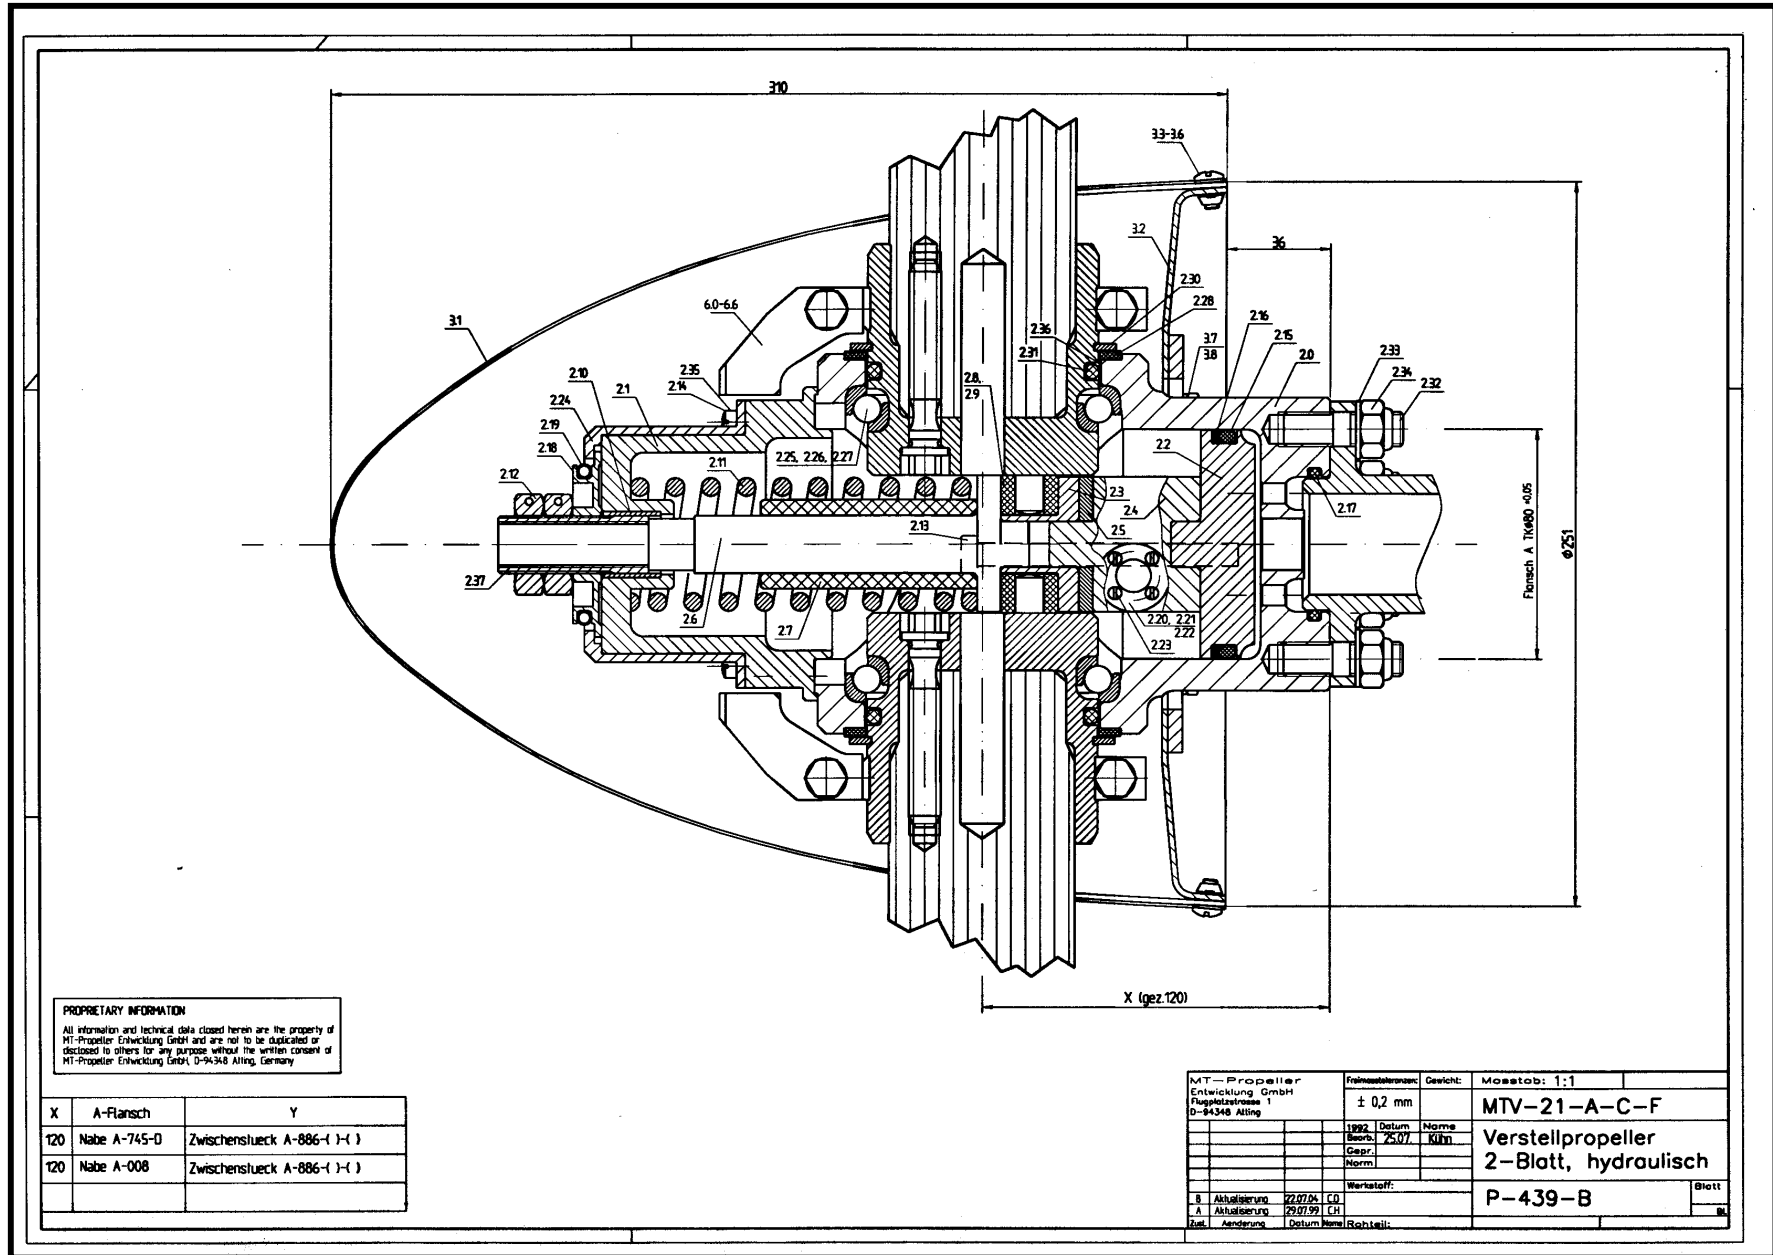 310
3.3-3.6
3.2
36
2.30
2.28
6.0-6.6
3.1
2.16
2.15
2.36
2.31
3.7
3.8
2.0
2.33
2.34
2.32
2.35
2.14
2.10
2.8,
2.9
2.1
2.24
2.19
2.18
2.12
2.11
2.25, 2.26, 2.27
2.2
2.3
2.4
2.17
2.13
2.5
Flansch A TKø80 +0,05
ø251
2.37
2.6
2.7
2.20, 2.21
2.22
2.23
X (gez.120)
PROPRIETARY INFORMATION
All information and technical data closed herein are the property of
MT-Propeller Entwicklung GmbH and are not to be duplicated or
disclosed to others for any purpose without the written consent of
MT-Propeller Entwicklung GmbH, D-94348 Atting, Germany
X A-Flansch Y
120 Nabe A-745-D Zwischenstueck A-886-( )-( )
120 Nabe A-008 Zwischenstueck A-886-( )-( )
MT-Propeller
Entwicklung GmbH
Flugplatzstrasse 1
D-94348 Atting
Freimasstoleranzen: Gewicht: Masstab: 1:1
± 0,2 mm
MTV-21-A-C-F
1992 Datum Name
Bearb. 25.07. Kühn
Gepr.
Norm
Verstellpropeller
2-Blatt, hydraulisch
Werkstoff:
P-439-B
Blatt
Bl.
B Aktualisierung 22.07.04 C.D
A Aktualisierung 29.07.99 C.H
Zust. Aenderung Datum Name Rohteil: